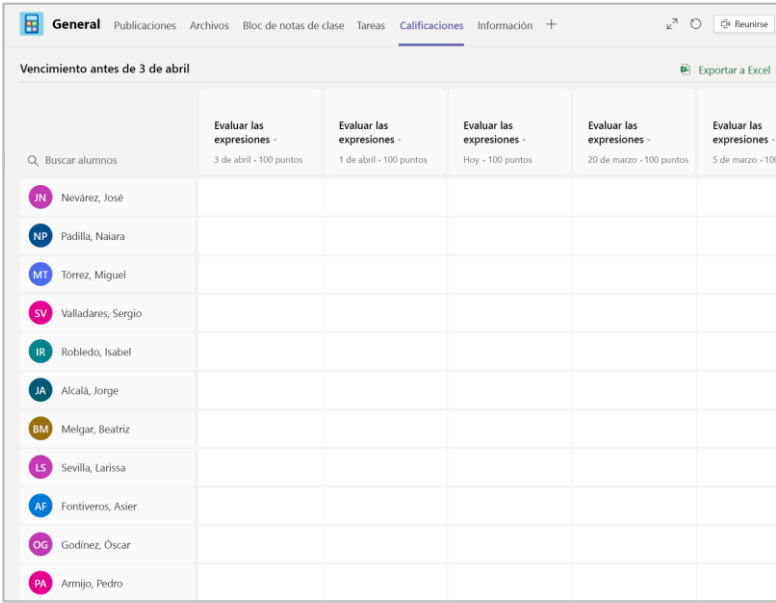 General Publicaciones Archivos Bloc de notas de clase Tareas Calificaciones Información + Reunirse
Vencimiento antes de 3 de abril Exportar a Excel
Buscar alumnos
Evaluar las
expresiones -
3 de abril • 100 puntos
Evaluar las
expresiones -
1 de abril • 100 puntos
Evaluar las
expresiones -
Hoy • 100 puntos
Evaluar las
expresiones -
20 de marzo • 100 puntos
Evaluar las
expresiones -
5 de marzo • 100
JN Nevárez, José
NP Padilla, Naiara
MT Tórrez, Miguel
SV Valladares, Sergio
IR Robledo, Isabel
JA Alcalá, Jorge
BM Melgar, Beatriz
LS Sevilla, Larissa
AF Fontiveros, Asier
OG Godínez, Óscar
PA Armijo, Pedro